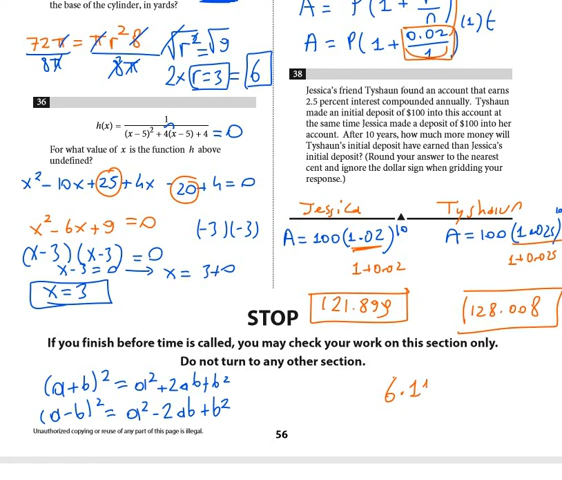 the base of the cylinder, in yards?
72π = πr²8
8π 8π
√r² = √9
2×(r=3) = 6
A = P(1 + r/n)^(1)t
A = P(1 + 0.02/1
36
h(x) = 1 / (x − 5)² + 4(x − 5) + 4 = 0
For what value of x is the function h above
undefined?
x² − 10x + 25 + 4x − 20 + 4 = 0
x² − 6x + 9 = 0 (−3)(−3)
(x − 3)(x − 3) = 0
x − 3 = 0 → x = 3+0
x = 3
38
Jessica's friend Tyshaun found an account that earns
2.5 percent interest compounded annually. Tyshaun
made an initial deposit of $100 into this account at
the same time Jessica made a deposit of $100 into her
account. After 10 years, how much more money will
Tyshaun's initial deposit have earned than Jessica's
initial deposit? (Round your answer to the nearest
cent and ignore the dollar sign when gridding your
response.)
Jessica
A = 100(1.02)^10
1+0.02
121.899
Tyshaun
A = 100(1.025)^10
1+0.025
128.008
STOP
If you finish before time is called, you may check your work on this section only.
Do not turn to any other section.
(a+b)² = a² + 2ab + b²
(a−b)² = a² − 2ab + b²
6.1
Unauthorized copying or reuse of any part of this page is illegal.
56